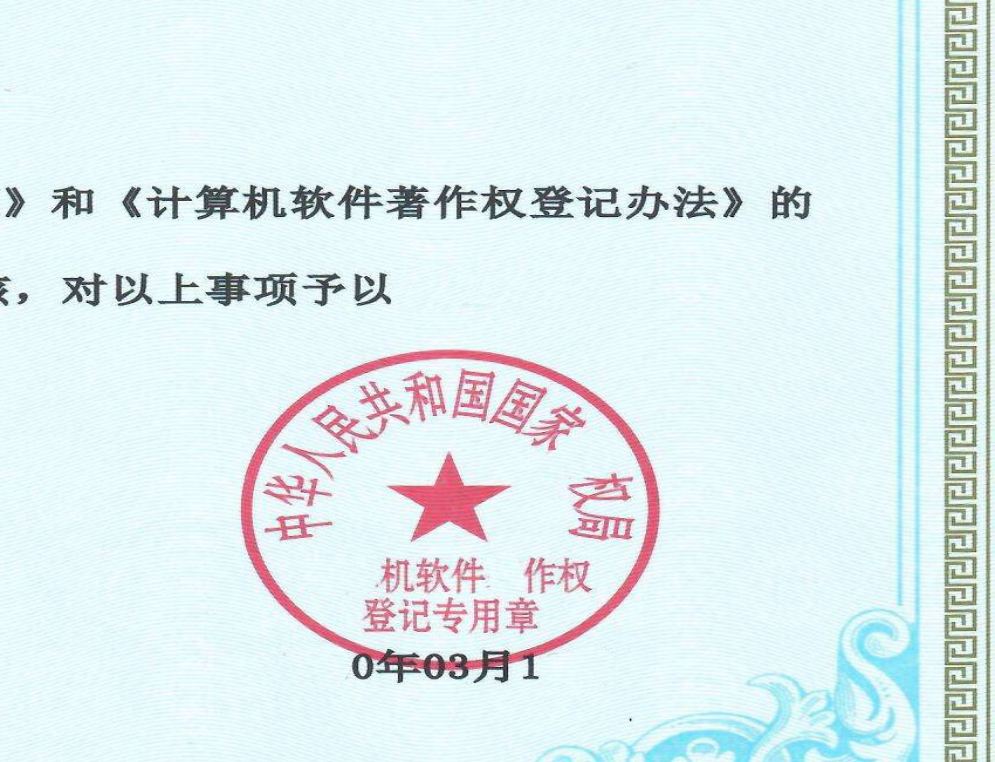 》和《计算机软件著作权登记办法》的
，对以上事项予以
中华人民共和国国家 权局
机软件 作权
登记专用章
0年03月1